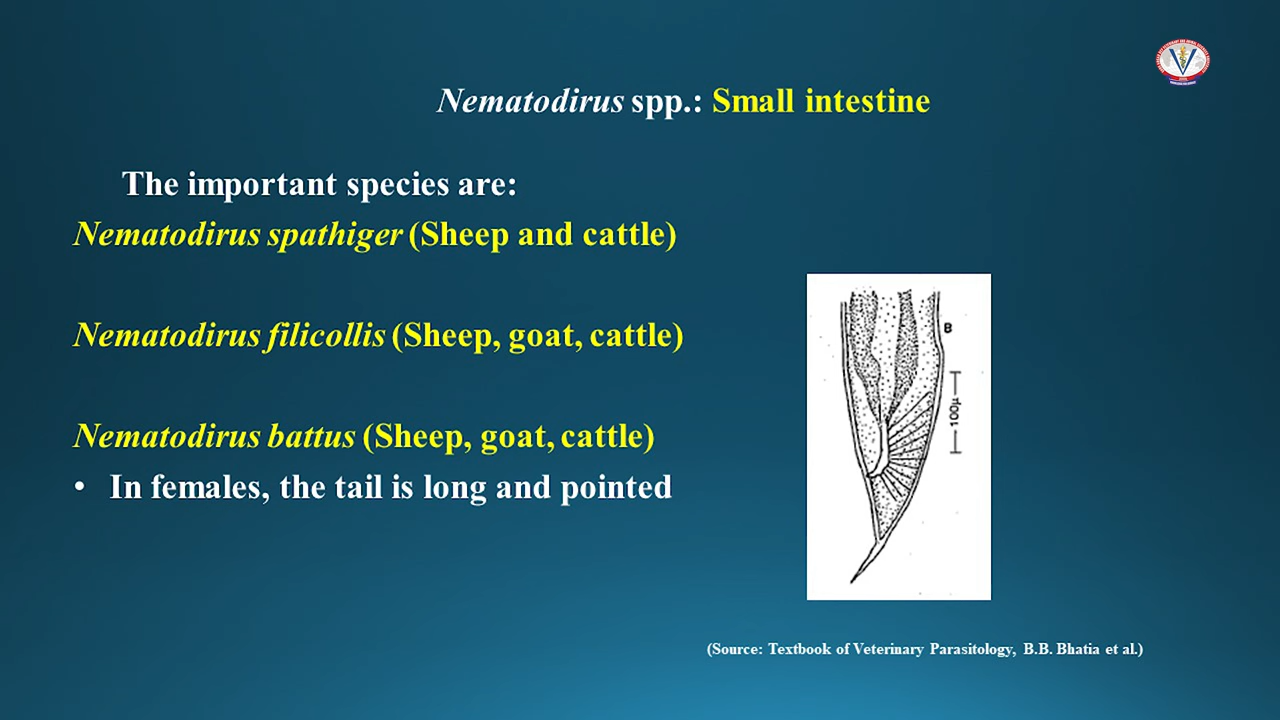 Nematodirus spp.: Small intestine
The important species are:
Nematodirus spathiger (Sheep and cattle)
Nematodirus filicollis (Sheep, goat, cattle)
Nematodirus battus (Sheep, goat, cattle)
• In females, the tail is long and pointed
B
100µ
(Source: Textbook of Veterinary Parasitology, B.B. Bhatia et al.)